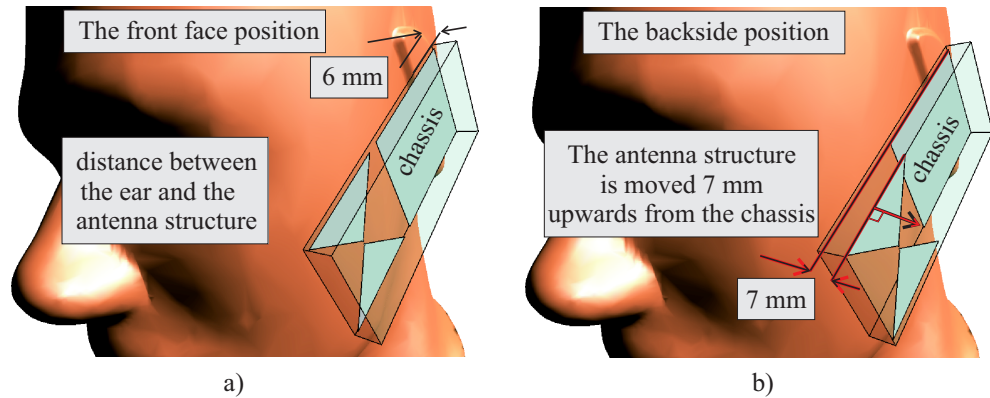 The front face position
6 mm
chassis
distance between
the ear and the
antenna structure
a)
The backside position
chassis
The antenna structure
is moved 7 mm
upwards from the chassis
7 mm
b)